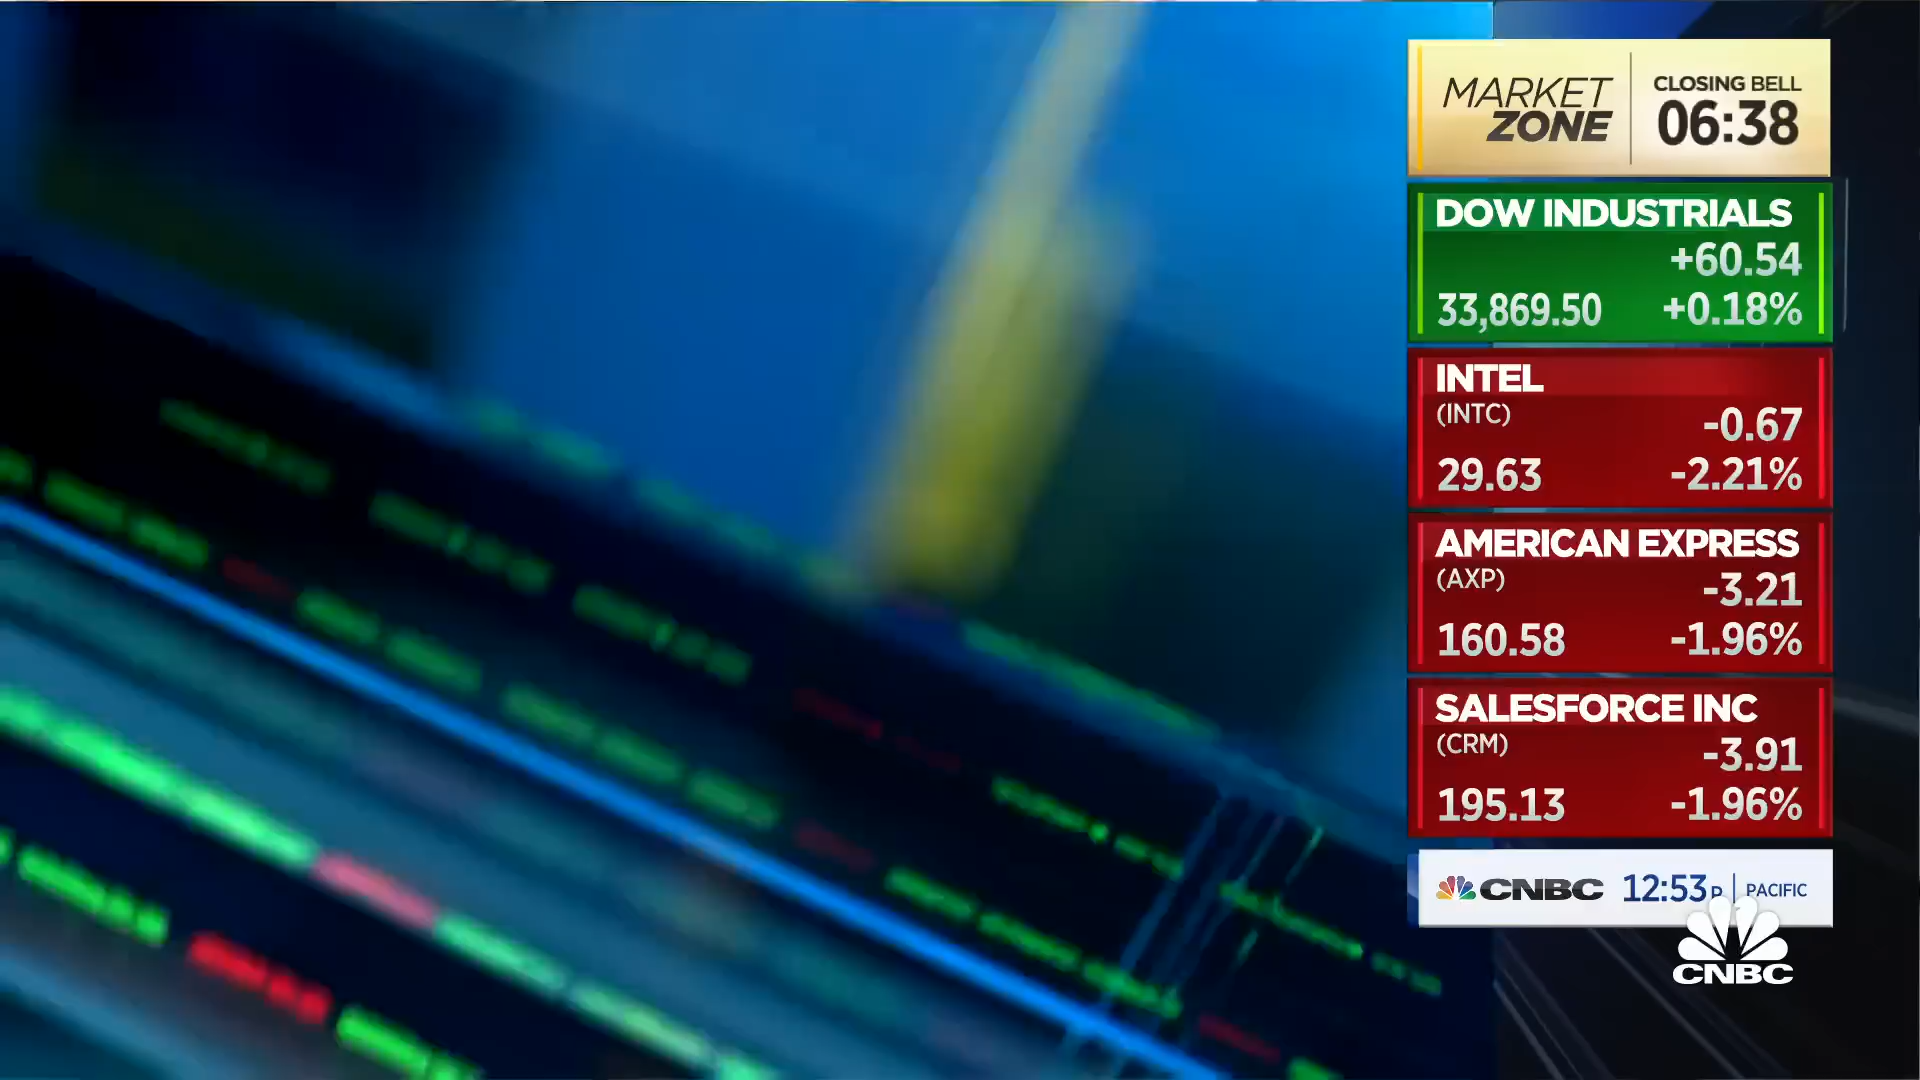 MARKET
ZONE
CLOSING BELL
06:38
DOW INDUSTRIALS
+60.54
33,869.50 +0.18%
INTEL
(INTC) -0.67
29.63 -2.21%
AMERICAN EXPRESS
(AXP) -3.21
160.58 -1.96%
SALESFORCE INC
(CRM) -3.91
195.13 -1.96%
CNBC 12:53P PACIFIC
CNBC